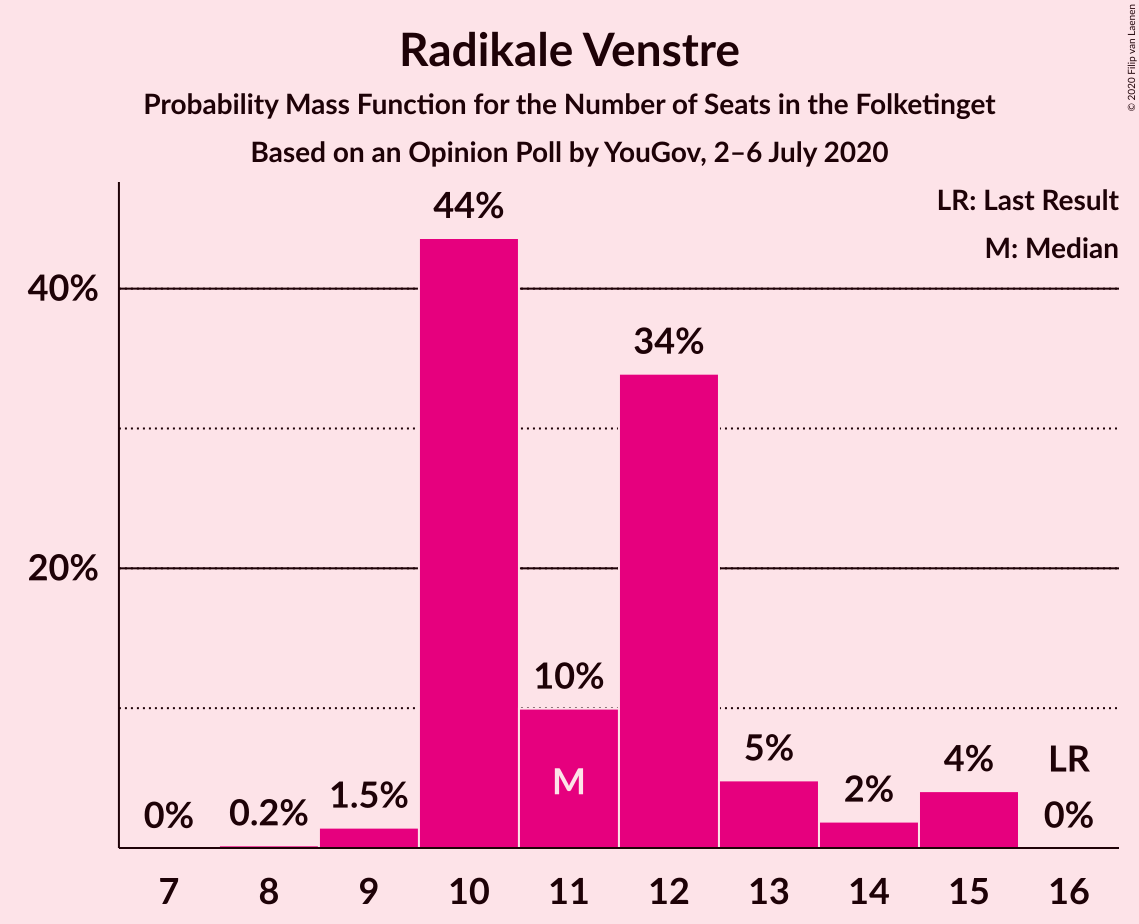 Radikale Venstre
Probability Mass Function for the Number of Seats in the Folketinget
Based on an Opinion Poll by YouGov, 2–6 July 2020
© 2020 Filip van Laenen
LR: Last Result
M: Median
40%
20%
0%
0.2%
1.5%
44%
10%
M
34%
5%
2%
4%
LR
0%
7 8 9 10 11 12 13 14 15 16